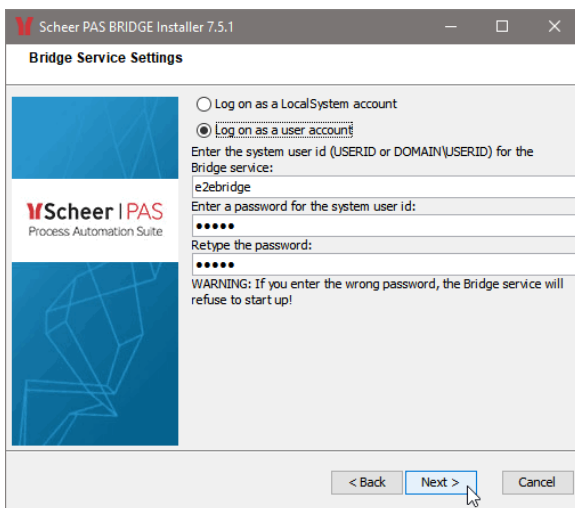 Scheer PAS BRIDGE Installer 7.5.1
Bridge Service Settings
Log on as a LocalSystem account
Log on as a user account
Enter the system user id (USERID or DOMAIN\USERID) for the
Bridge service:
e2ebridge
Enter a password for the system user id:
•••••
Retype the password:
•••••
WARNING: If you enter the wrong password, the Bridge service will
refuse to start up!
Scheer | PAS
Process Automation Suite
< Back
Next >
Cancel